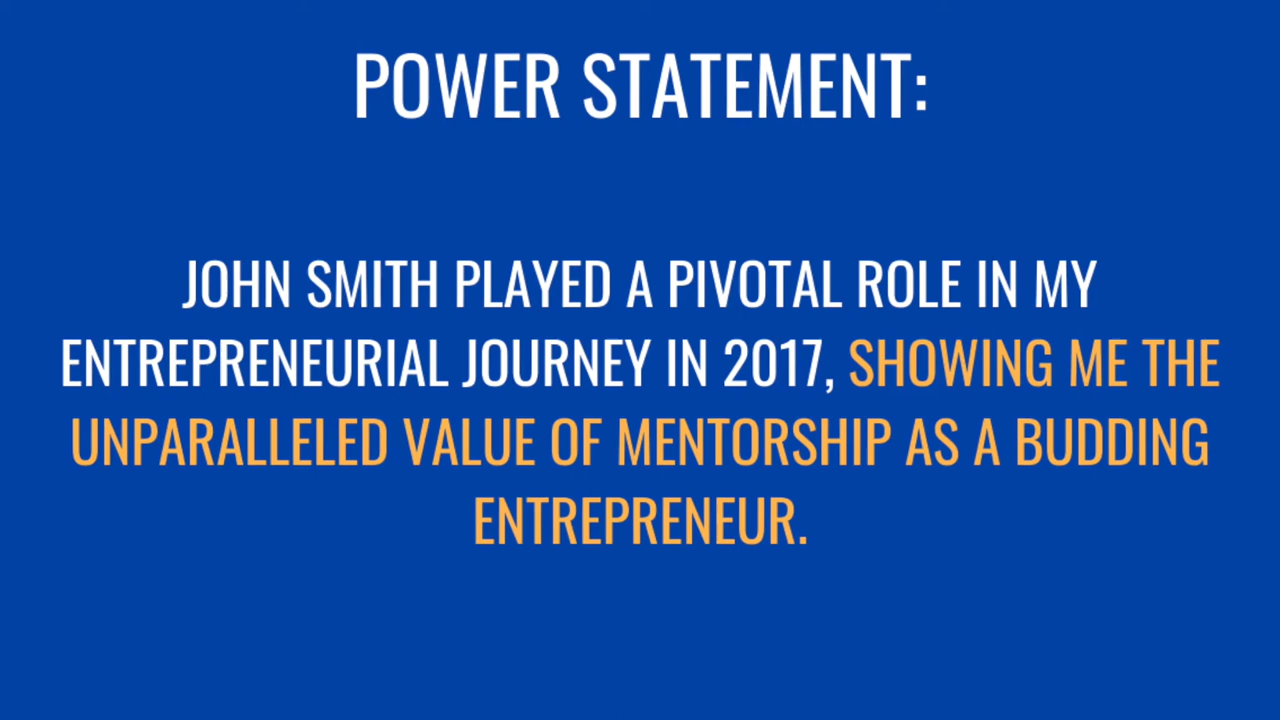 POWER STATEMENT:
JOHN SMITH PLAYED A PIVOTAL ROLE IN MY
ENTREPRENEURIAL JOURNEY IN 2017, SHOWING ME THE
UNPARALLELED VALUE OF MENTORSHIP AS A BUDDING
ENTREPRENEUR.